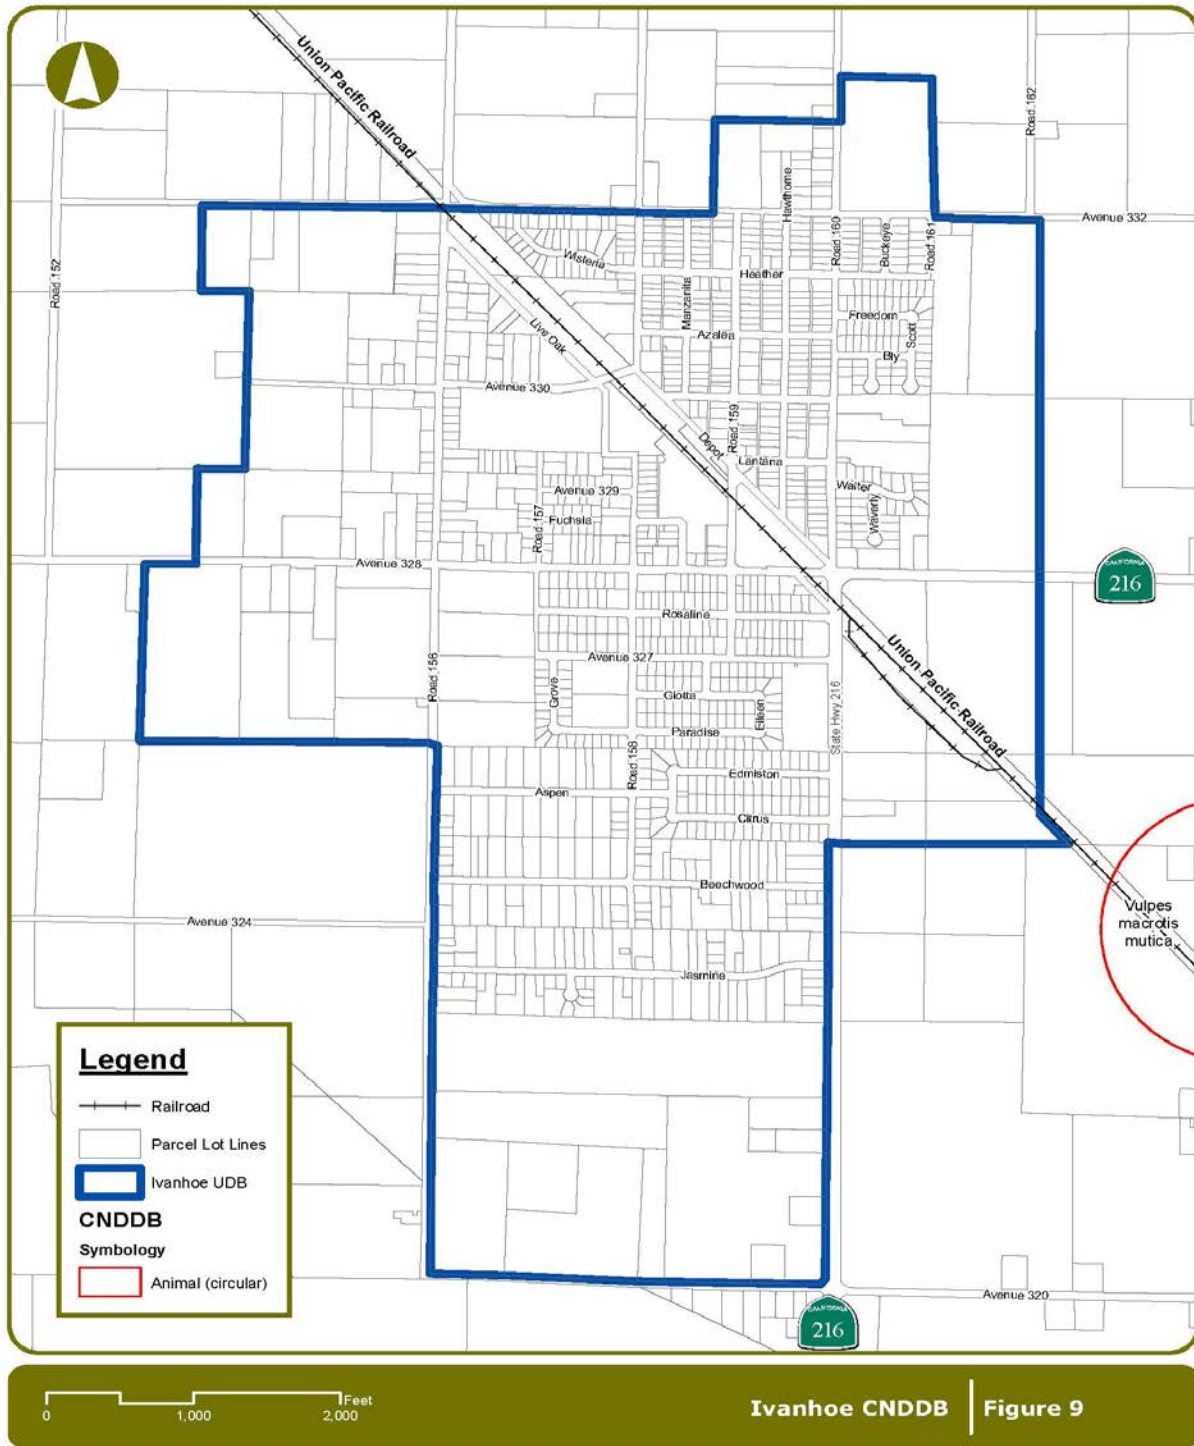 Union Pacific Railroad
Road 162
Hawthorne
Avenue 332
Road 160
Buckeye
Road 161
Road 152
Wisteria
Heather
Manzanita
Freedom
Live Oak
Azalea
Scott
Bly
Avenue 330
Road 159
Depot
Lantana
Walter
Avenue 329
Waverly
Fuchsia
Road 157
Avenue 328
CALIFORNIA
216
Rosaline
Union Pacific Railroad
Avenue 327
Road 156
Grove
Giotta
Eileen
State Hwy 216
Paradise
Road 158
Edmiston
Aspen
Citrus
Beechwood
Vulpes
macrotis
mutica
Avenue 324
Jasmine
Legend
Railroad
Parcel Lot Lines
Ivanhoe UDB
CNDDB
Symbology
Animal (circular)
Avenue 320
CALIFORNIA
216
Feet
0 1,000 2,000
Ivanhoe CNDDB Figure 9